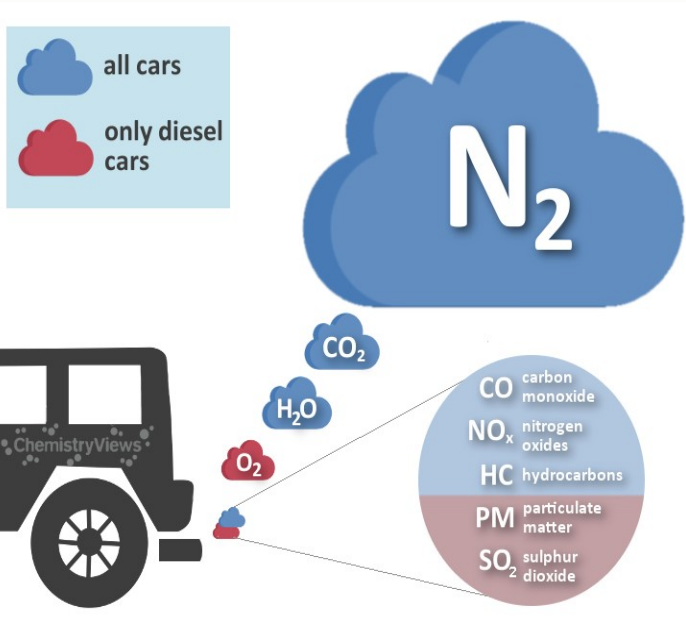 all cars
only diesel
cars
N₂
CO₂
H₂O
O₂
ChemistryViews
CO carbon
monoxide
NOₓ nitrogen
oxides
HC hydrocarbons
PM particulate
matter
SO₂ sulphur
dioxide